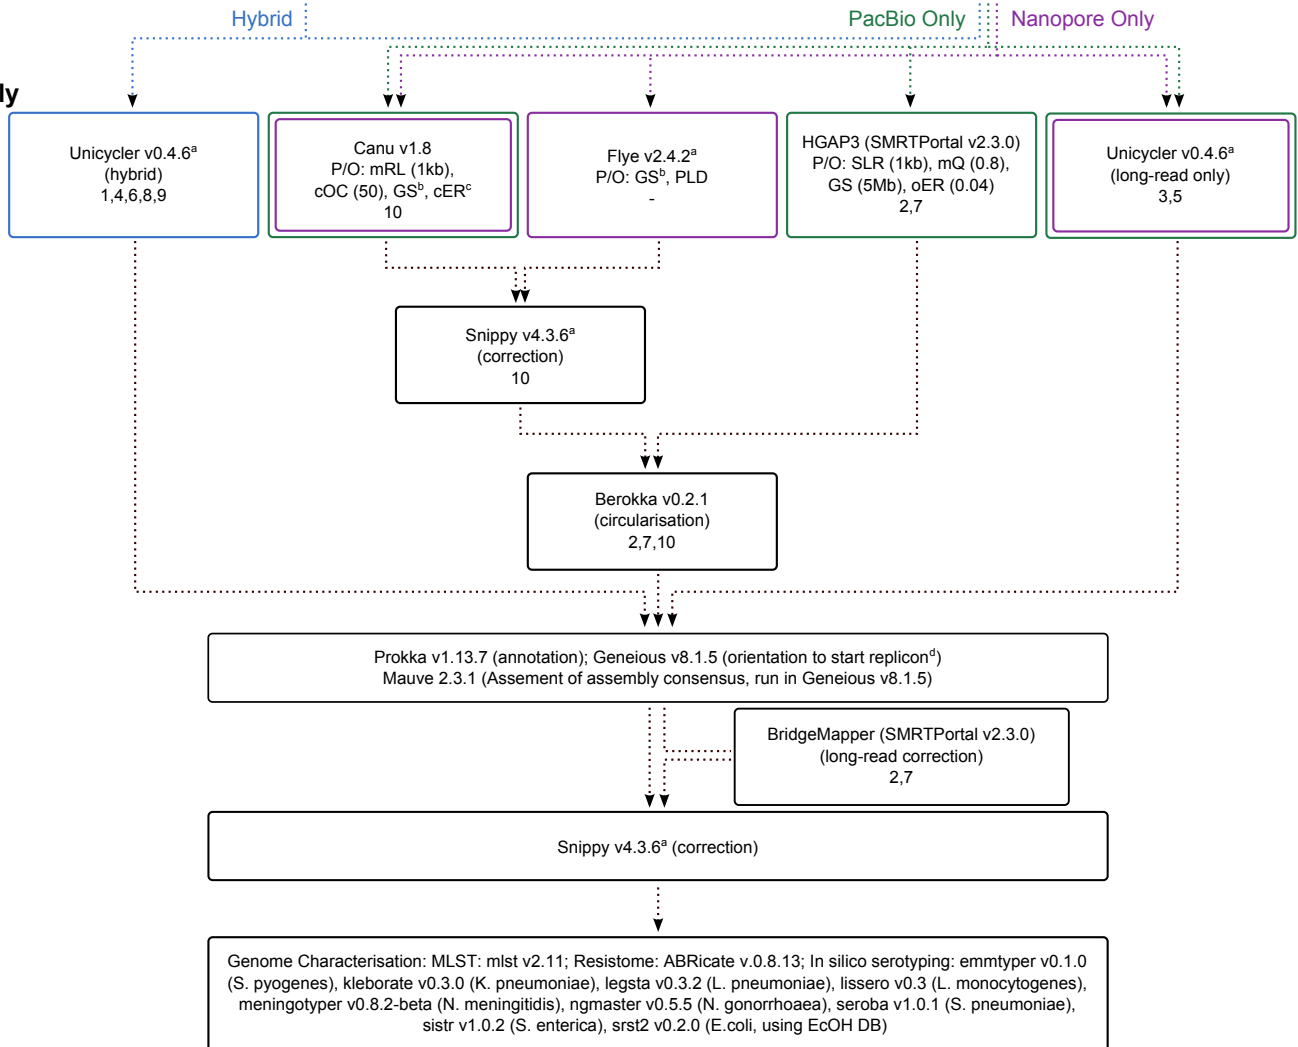 Hybrid
PacBio Only
Nanopore Only
ly
Unicycler v0.4.6ᵃ
(hybrid)
1,4,6,8,9
Canu v1.8
P/O: mRL (1kb),
cOC (50), GSᵇ, cERᶜ
10
Flye v2.4.2ᵃ
P/O: GSᵇ, PLD
-
HGAP3 (SMRTPortal v2.3.0)
P/O: SLR (1kb), mQ (0.8),
GS (5Mb), oER (0.04)
2,7
Unicycler v0.4.6ᵃ
(long-read only)
3,5
Snippy v4.3.6ᵃ
(correction)
10
Berokka v0.2.1
(circularisation)
2,7,10
Prokka v1.13.7 (annotation); Geneious v8.1.5 (orientation to start repliconᵈ)
Mauve 2.3.1 (Assement of assembly consensus, run in Geneious v8.1.5)
BridgeMapper (SMRTPortal v2.3.0)
(long-read correction)
2,7
Snippy v4.3.6ᵃ (correction)
Genome Characterisation: MLST: mlst v2.11; Resistome: ABRicate v.0.8.13; In silico serotyping: emmtyper v0.1.0
(S. pyogenes), kleborate v0.3.0 (K. pneumoniae), legsta v0.3.2 (L. pneumoniae), lissero v0.3 (L. monocytogenes),
meningotyper v0.8.2-beta (N. meningitidis), ngmaster v0.5.5 (N. gonorrhoaea), seroba v1.0.1 (S. pneumoniae),
sistr v1.0.2 (S. enterica), srst2 v0.2.0 (E.coli, using EcOH DB)